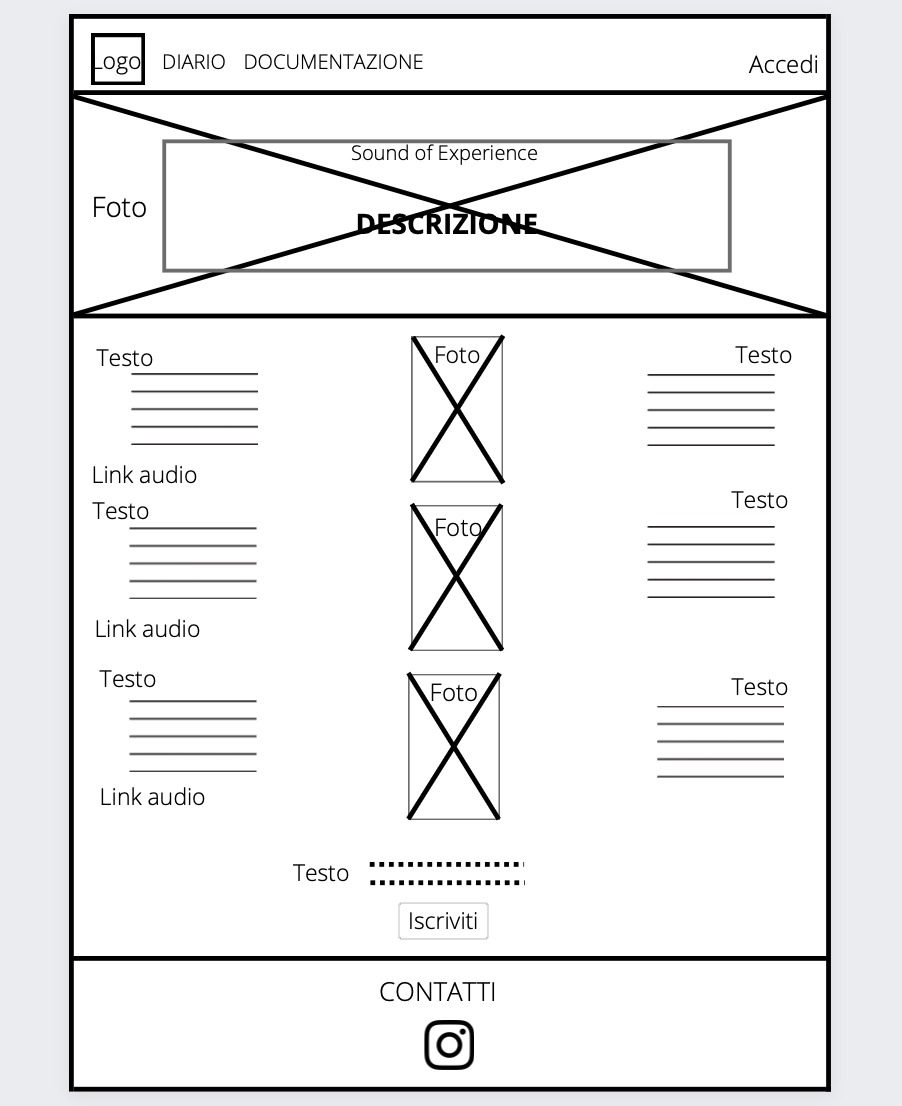 Logo
DIARIO
DOCUMENTAZIONE
Accedi
Sound of Experience
Foto
DESCRIZIONE
Testo
Foto
Testo
Link audio
Testo
Foto
Testo
Link audio
Testo
Foto
Testo
Link audio
Testo
Iscriviti
CONTATTI